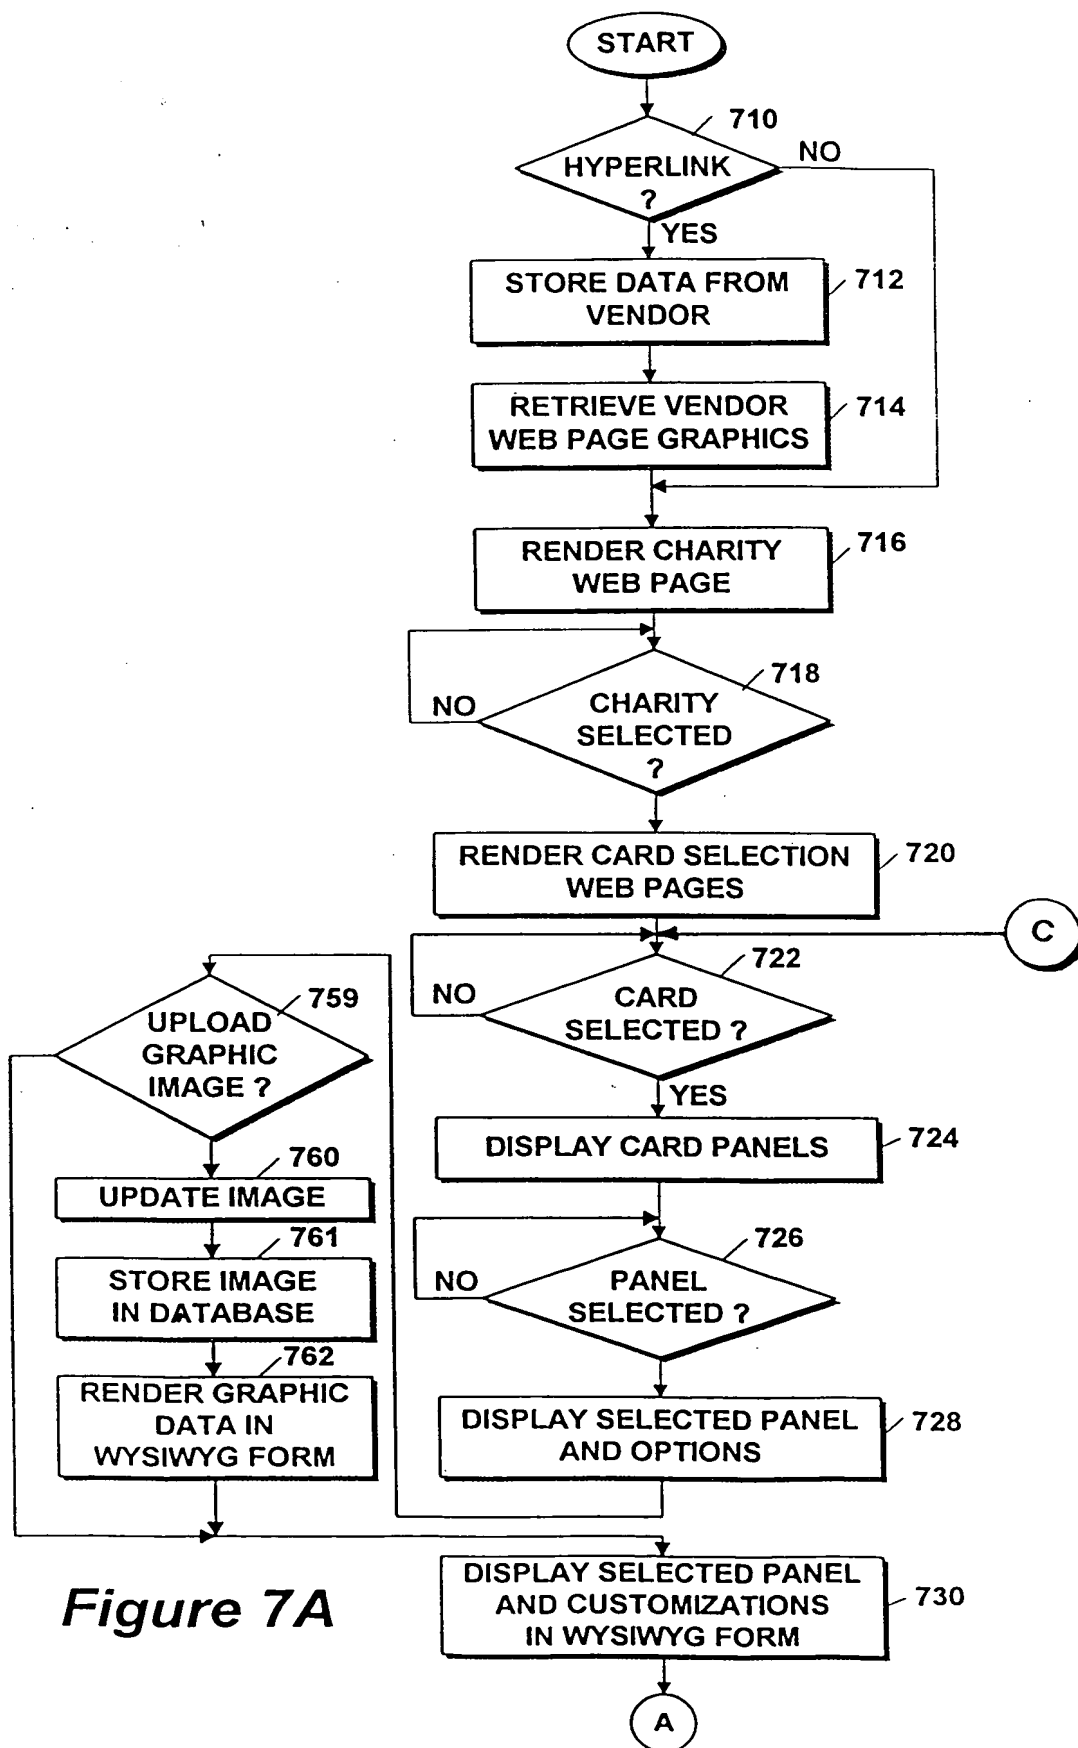 START
710
HYPERLINK
?
NO
YES
STORE DATA FROM
VENDOR
712
RETRIEVE VENDOR
WEB PAGE GRAPHICS
714
RENDER CHARITY
WEB PAGE
716
718
CHARITY
SELECTED
?
NO
RENDER CARD SELECTION
WEB PAGES
720
C
722
CARD
SELECTED ?
NO
YES
DISPLAY CARD PANELS
724
726
PANEL
SELECTED ?
NO
DISPLAY SELECTED PANEL
AND OPTIONS
728
759
UPLOAD
GRAPHIC
IMAGE ?
760
UPDATE IMAGE
761
STORE IMAGE
IN DATABASE
762
RENDER GRAPHIC
DATA IN
WYSIWYG FORM
DISPLAY SELECTED PANEL
AND CUSTOMIZATIONS
IN WYSIWYG FORM
730
Figure 7A
A